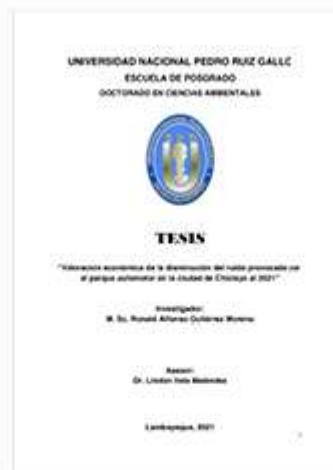 UNIVERSIDAD NACIONAL PEDRO RUIZ GALLO
ESCUELA DE POSGRADO
DOCTORADO EN CIENCIAS AMBIENTALES
TESIS
"Valoración económica de la disminución del ruido provocado por
el parque automotor en la ciudad de Chiclayo al 2021"
Investigador:
M. Sc. Ronald Alfonso Gutiérrez Moreno
Asesor:
Dr. Lindon Vela Meléndez
Lambayeque, 2021